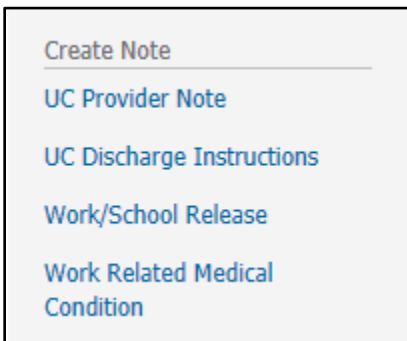 Create Note
UC Provider Note
UC Discharge Instructions
Work/School Release
Work Related Medical
Condition